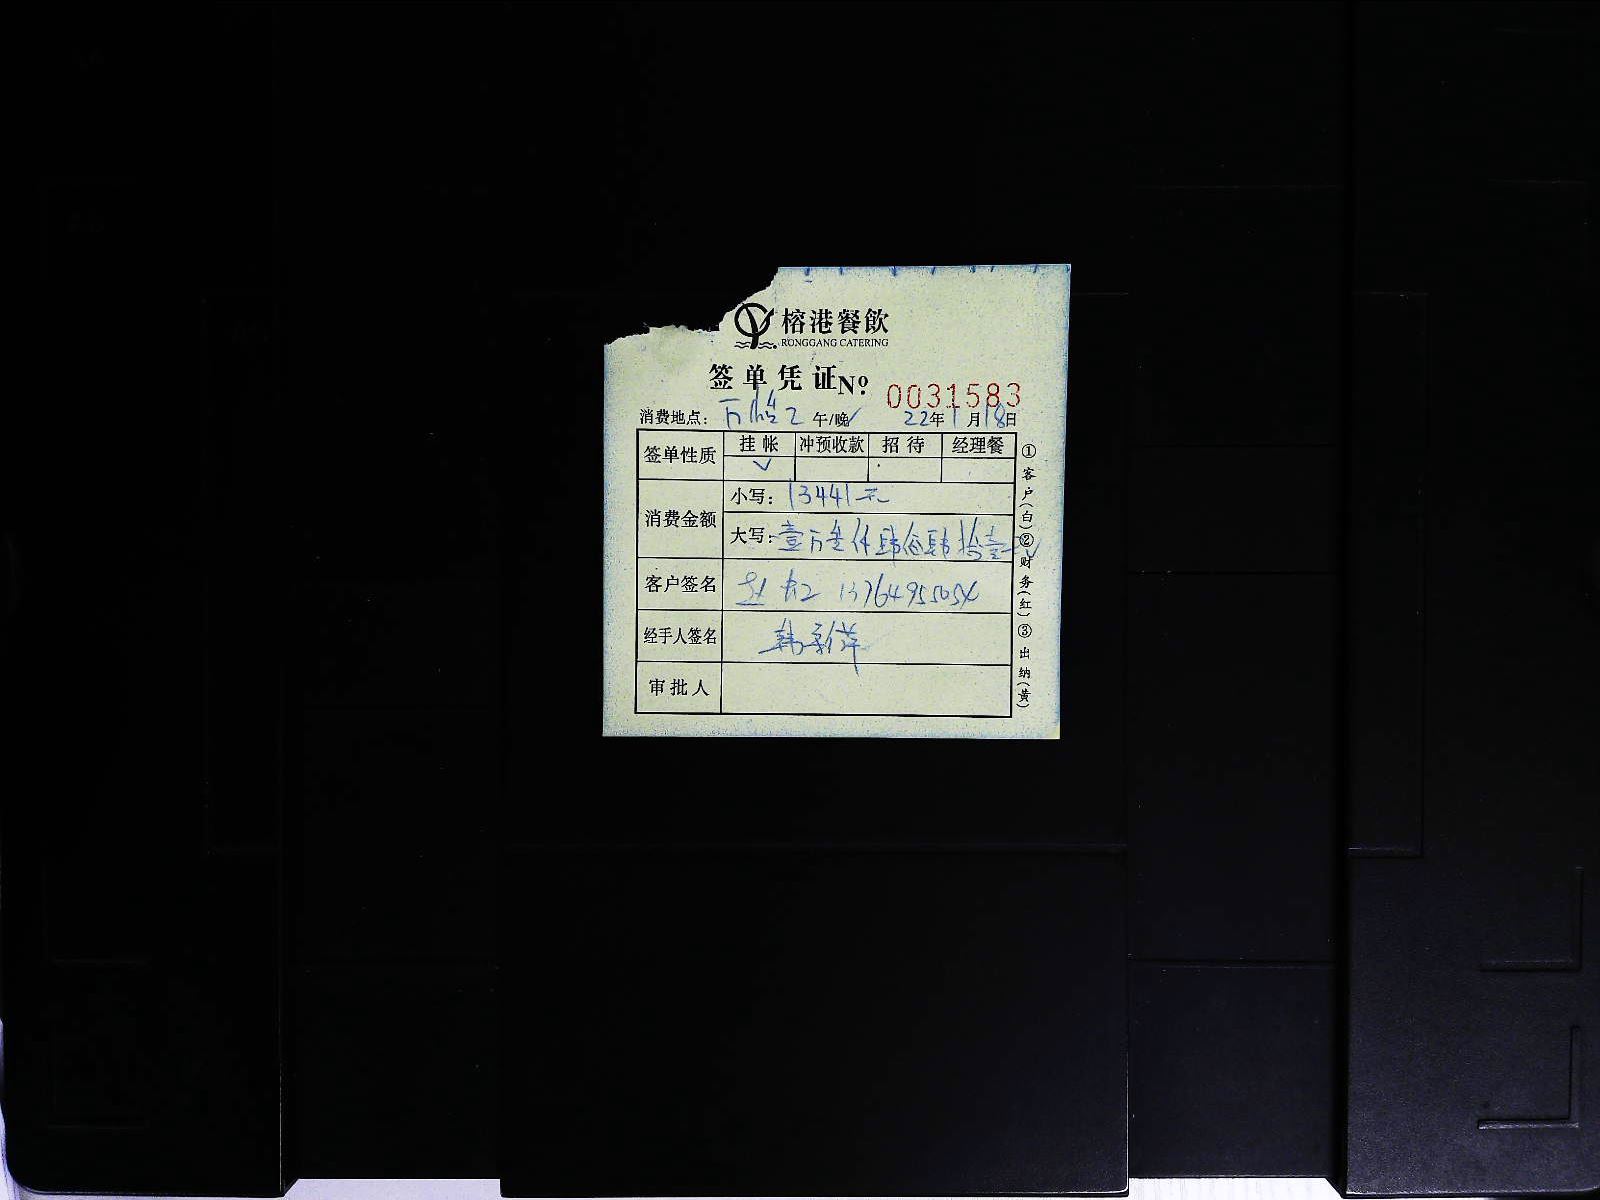 榕港餐飲
RONGGANG CATERING
签单凭证 No. 0031583
消费地点: 午/晚✓ 22年1月18日
签单性质 挂帐 冲预收款 招待 经理餐
✓
消费金额 小写: 13441元
大写: 壹万叁仟肆佰肆拾壹
客户签名 13764955054
经手人签名 韩
审批人
①客户(白)②财务(红)③出纳(黄)